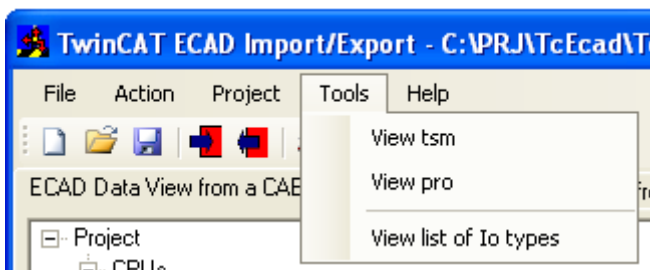 TwinCAT ECAD Import/Export - C:\PRJ\TcEcad\T
File Action Project Tools Help
View tsm
ECAD Data View from a CAE
View pro
Project
View list of Io types
CPUs